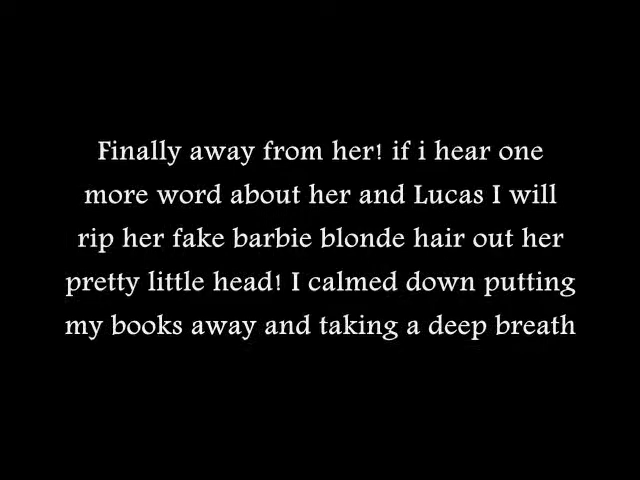 Finally away from her! if i hear one
more word about her and Lucas I will
rip her fake barbie blonde hair out her
pretty little head! I calmed down putting
my books away and taking a deep breath